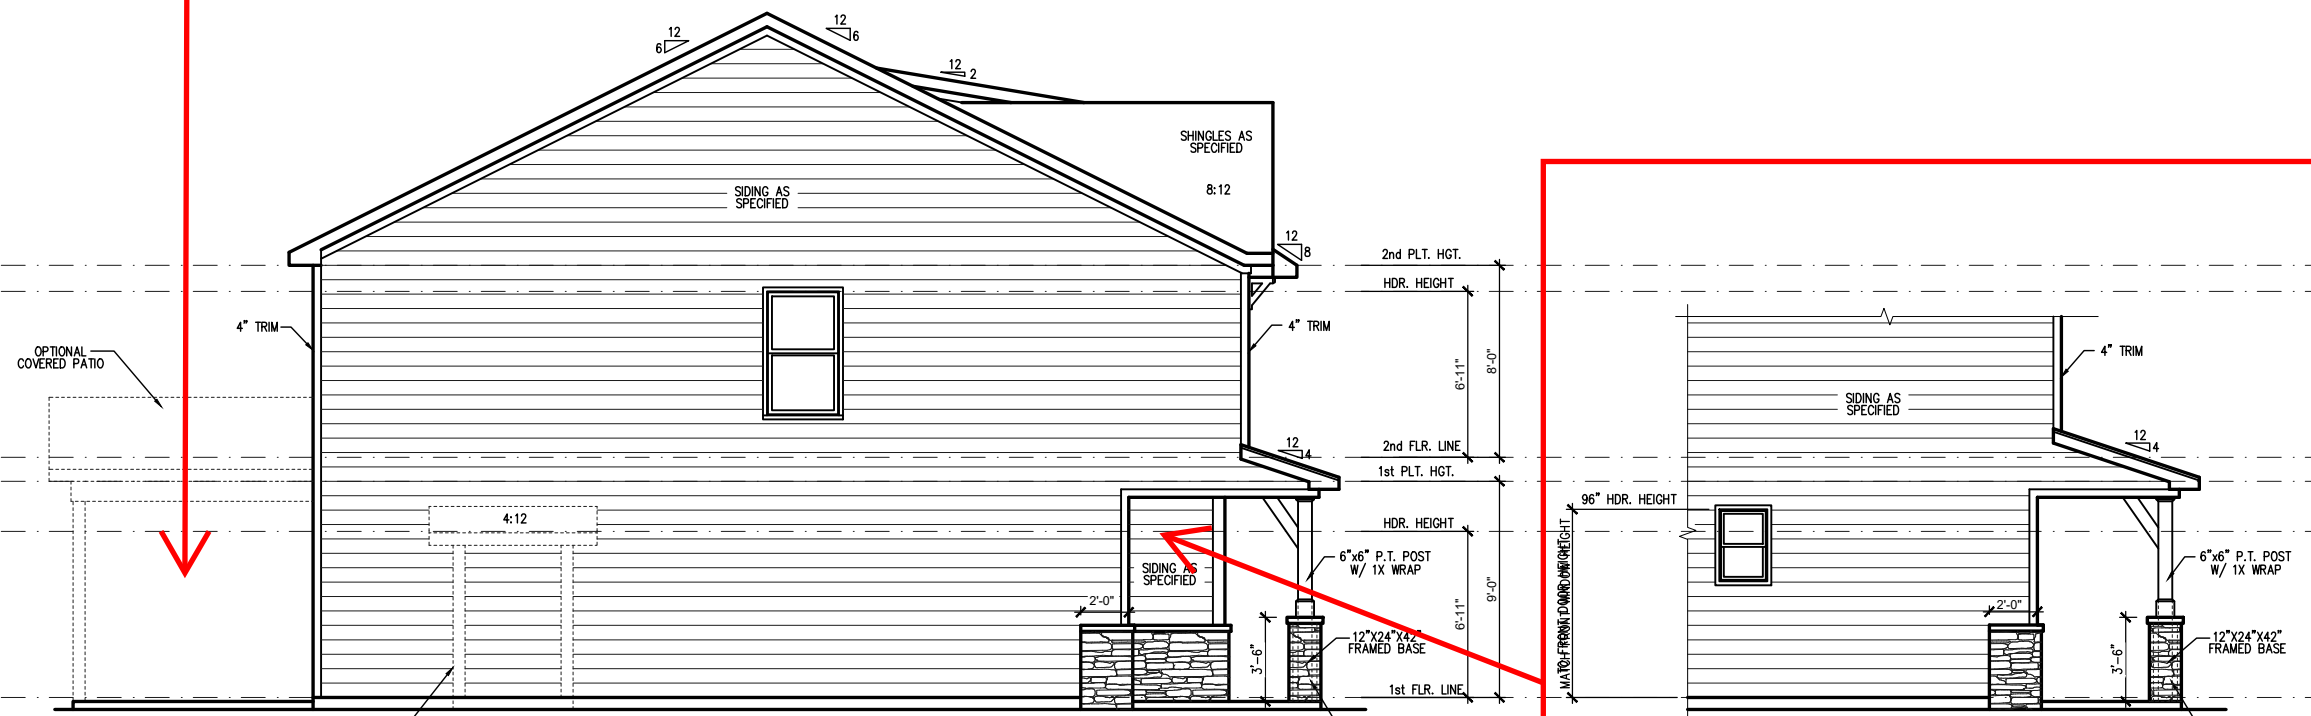 12
6
12
6
12
2
SHINGLES AS
SPECIFIED
8:12
SIDING AS
SPECIFIED
12
8
2nd PLT. HGT.
HDR. HEIGHT
4" TRIM
4" TRIM
OPTIONAL
COVERED PATIO
6'-11"
8'-0"
2nd FLR. LINE
12
4
1st PLT. HGT.
4:12
HDR. HEIGHT
6"x6" P.T. POST
W/ 1X WRAP
SIDING AS
SPECIFIED
2'-0"
6'-11"
9'-0"
12"X24"X42"
FRAMED BASE
3'-6"
1st FLR. LINE
4" TRIM
SIDING AS
SPECIFIED
12
4
96" HDR. HEIGHT
6"x6" P.T. POST
W/ 1X WRAP
2'-0"
12"X24"X42"
FRAMED BASE
3'-6"